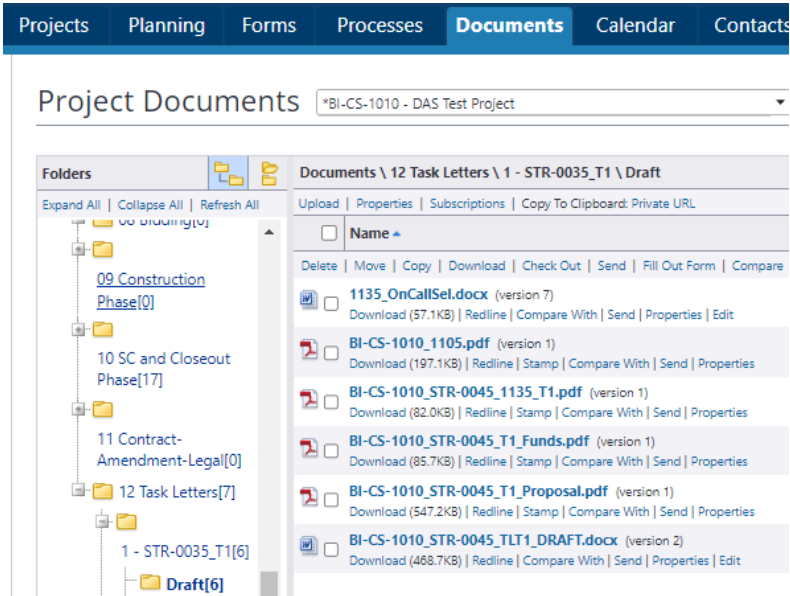 Projects Planning Forms Processes Documents Calendar Contacts
Project Documents *BI-CS-1010 - DAS Test Project
Folders
Expand All | Collapse All | Refresh All
06 Bidding[0]
09 Construction
Phase[0]
10 SC and Closeout
Phase[17]
11 Contract-
Amendment-Legal[0]
12 Task Letters[7]
1 - STR-0035_T1[6]
Draft[6]
Documents \ 12 Task Letters \ 1 - STR-0035_T1 \ Draft
Upload | Properties | Subscriptions | Copy To Clipboard: Private URL
Name
Delete | Move | Copy | Download | Check Out | Send | Fill Out Form | Compare
1135_OnCallSel.docx (version 7)
Download (57.1KB) | Redline | Compare With | Send | Properties | Edit
BI-CS-1010_1105.pdf (version 1)
Download (197.1KB) | Redline | Stamp | Compare With | Send | Properties
BI-CS-1010_STR-0045_1135_T1.pdf (version 1)
Download (82.0KB) | Redline | Stamp | Compare With | Send | Properties
BI-CS-1010_STR-0045_T1_Funds.pdf (version 1)
Download (85.7KB) | Redline | Stamp | Compare With | Send | Properties
BI-CS-1010_STR-0045_T1_Proposal.pdf (version 1)
Download (547.2KB) | Redline | Stamp | Compare With | Send | Properties
BI-CS-1010_STR-0045_TLT1_DRAFT.docx (version 2)
Download (468.7KB) | Redline | Compare With | Send | Properties | Edit